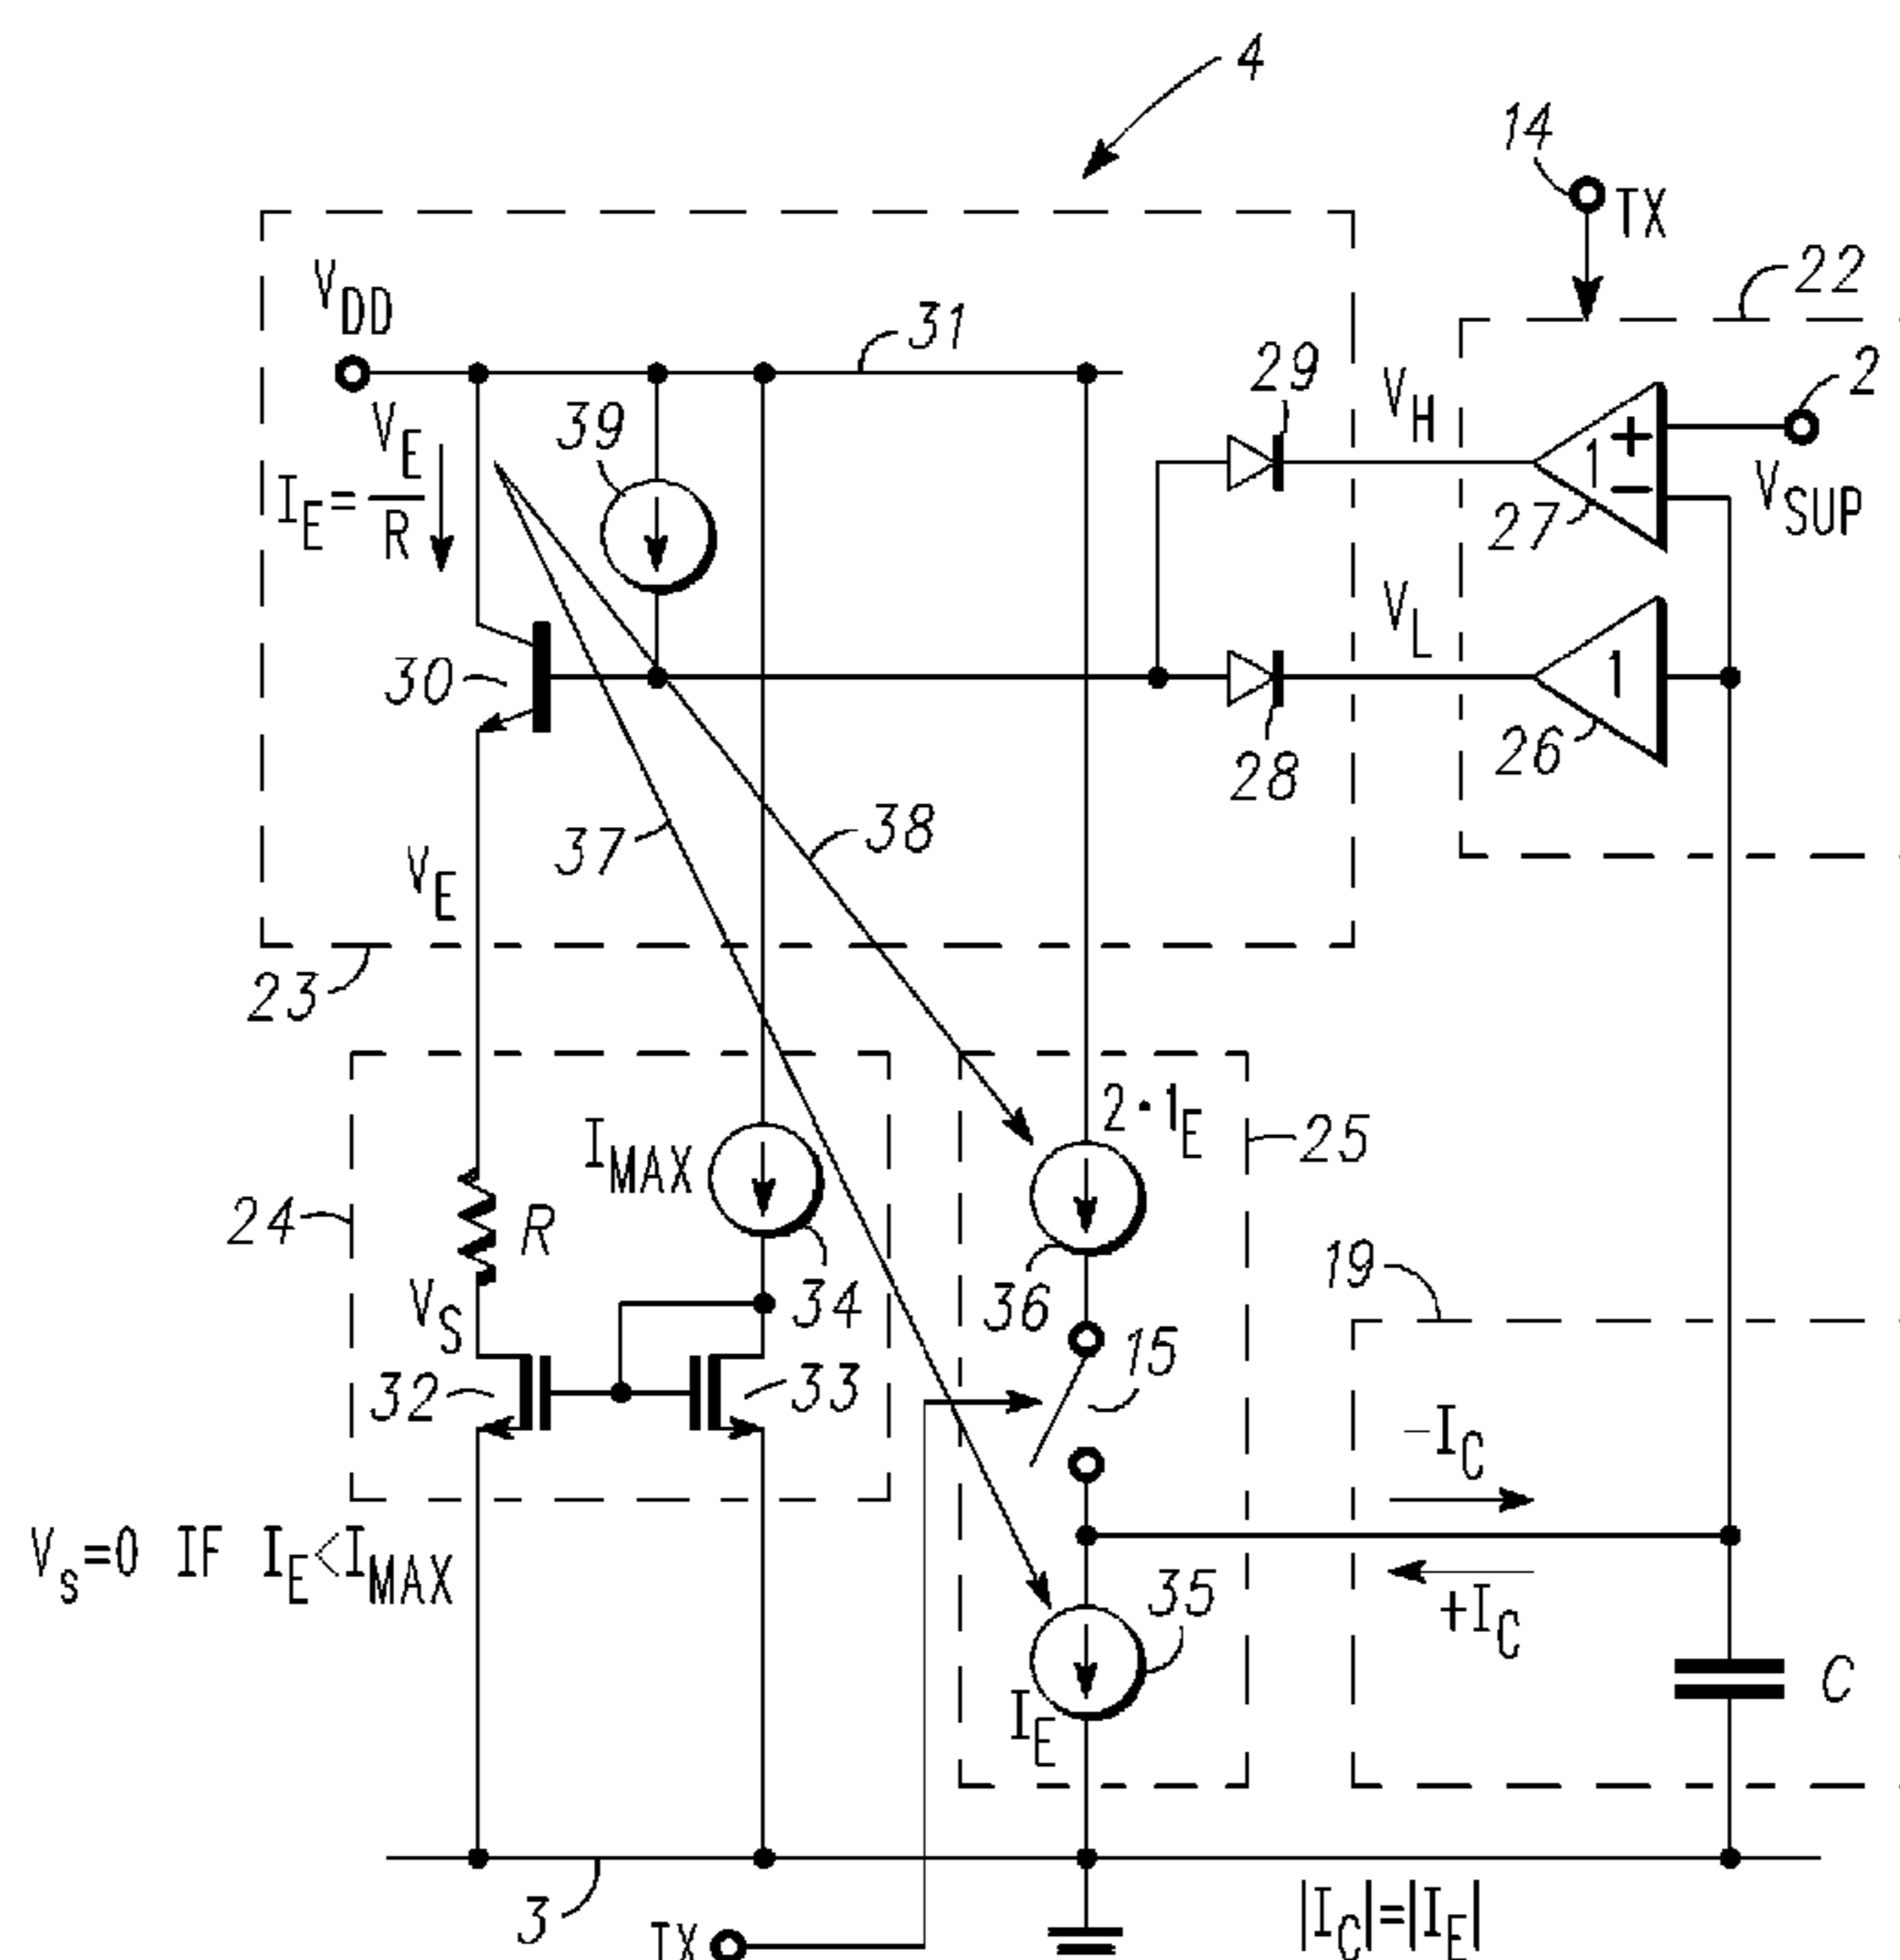 4
14
TX
22
V_DD
31
29
V_H
2
V_E
39
I_E = V_E / R
1
+
−
27
V_SUP
V_L
30
1
26
28
37
38
V_E
23
2·1_E
25
I_MAX
24
R
34
19
V_S
36
15
32
33
−I_C
V_s=0 IF I_E<I_MAX
35
+I_C
C
I_E
3
|I_C|=|I_E|
TX